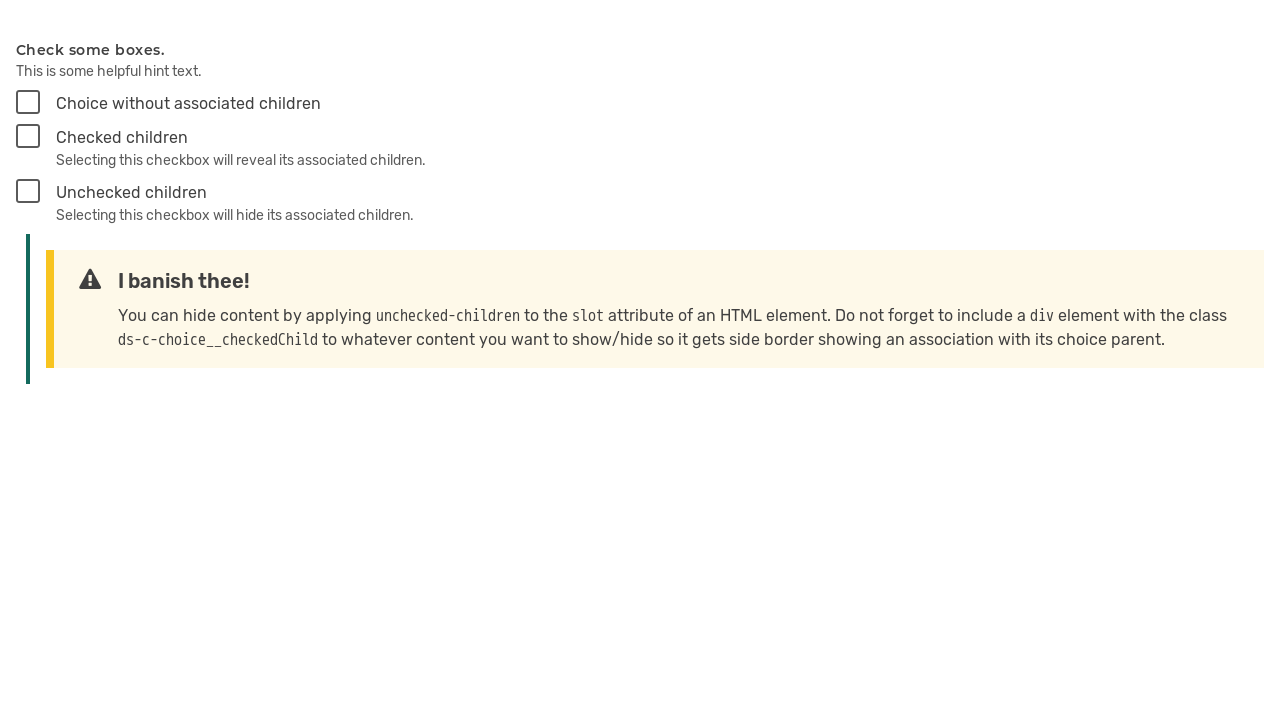 Check some boxes.
This is some helpful hint text.
Choice without associated children
Checked children
Selecting this checkbox will reveal its associated children.
Unchecked children
Selecting this checkbox will hide its associated children.
I banish thee!
You can hide content by applying unchecked-children to the slot attribute of an HTML element. Do not forget to include a div element with the class
ds-c-choice__checkedChild to whatever content you want to show/hide so it gets side border showing an association with its choice parent.